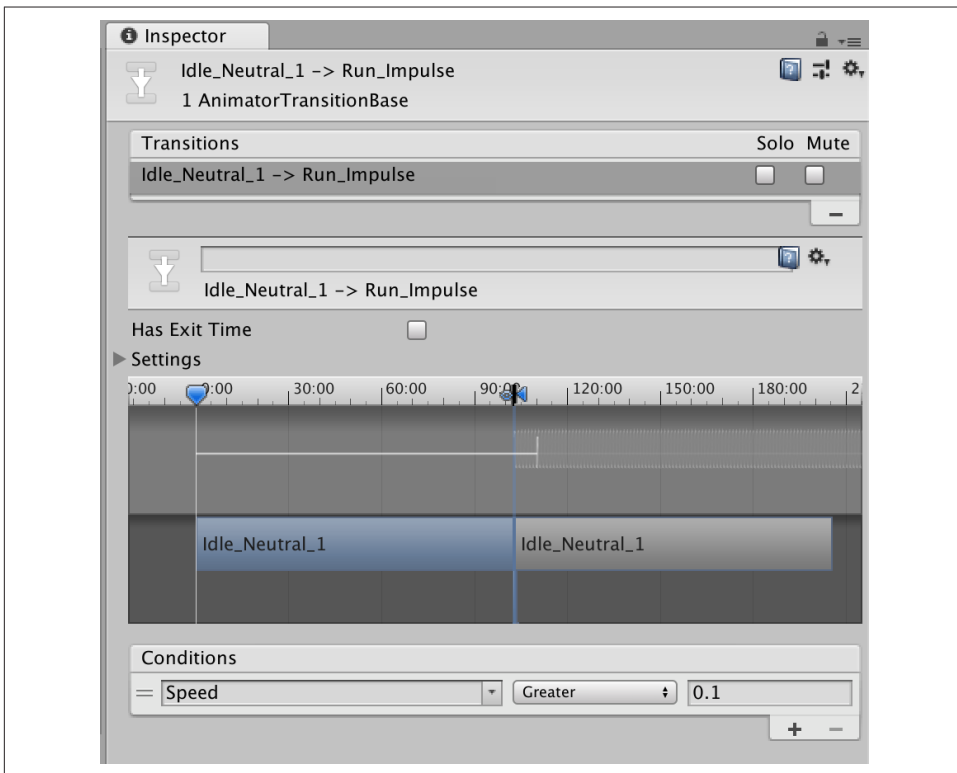 Inspector
Idle_Neutral_1 -> Run_Impulse
1 AnimatorTransitionBase
Transitions Solo Mute
Idle_Neutral_1 -> Run_Impulse
Idle_Neutral_1 -> Run_Impulse
Has Exit Time
Settings
30:00 60:00 120:00 150:00 180:00
Idle_Neutral_1 Idle_Neutral_1
Conditions
Speed Greater 0.1